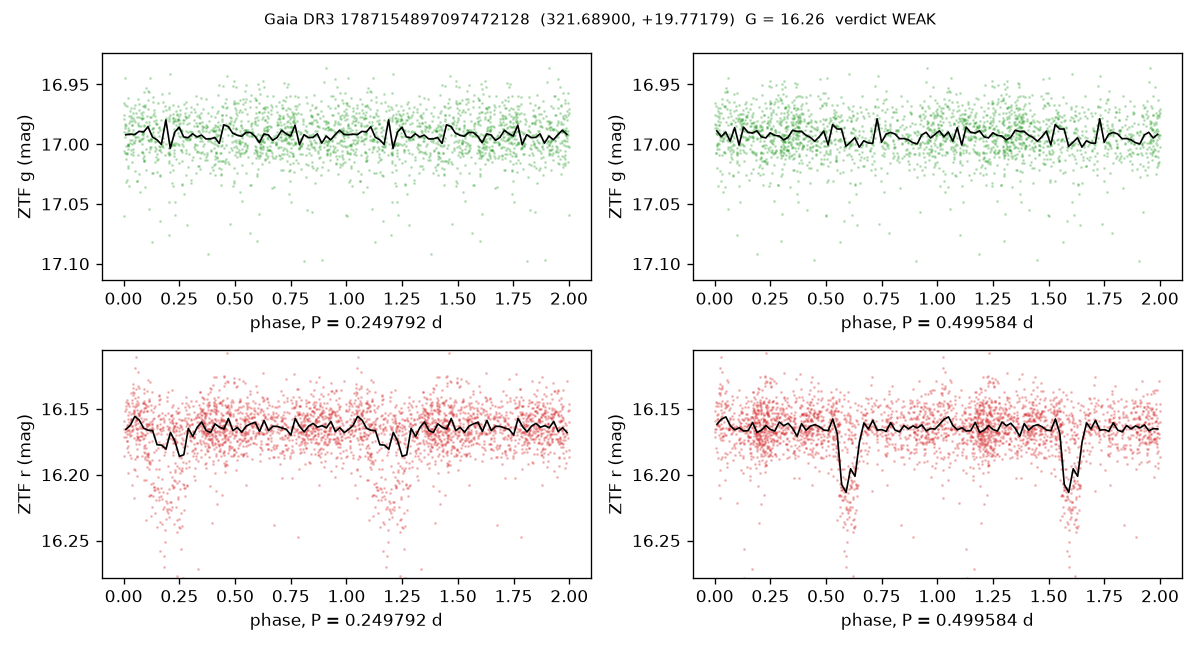 Gaia DR3 1787154897097472128  (321.68900, +19.77179)  G = 16.26  verdict WEAK
ZTF g (mag)
16.95
17.00
17.05
17.10
0.00 0.25 0.50 0.75 1.00 1.25 1.50 1.75 2.00
phase, P = 0.249792 d
ZTF g (mag)
16.95
17.00
17.05
17.10
0.00 0.25 0.50 0.75 1.00 1.25 1.50 1.75 2.00
phase, P = 0.499584 d
ZTF r (mag)
16.15
16.20
16.25
0.00 0.25 0.50 0.75 1.00 1.25 1.50 1.75 2.00
phase, P = 0.249792 d
ZTF r (mag)
16.15
16.20
16.25
0.00 0.25 0.50 0.75 1.00 1.25 1.50 1.75 2.00
phase, P = 0.499584 d